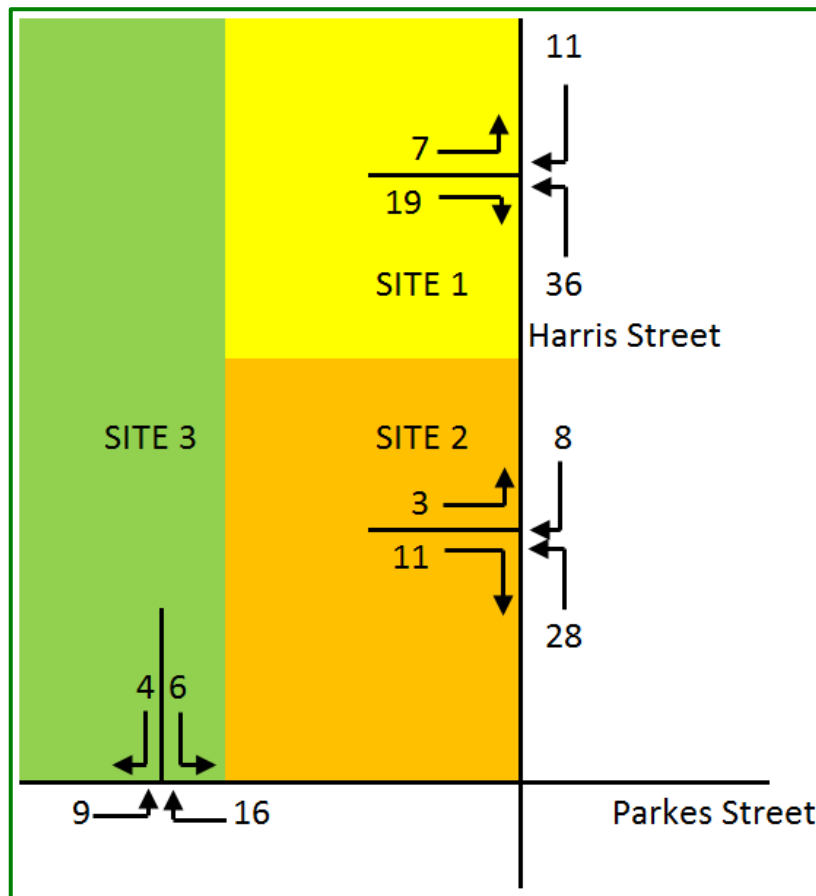 11
7
19
SITE 1
36
Harris Street
SITE 3
SITE 2
8
3
11
28
4 6
9 16
Parkes Street